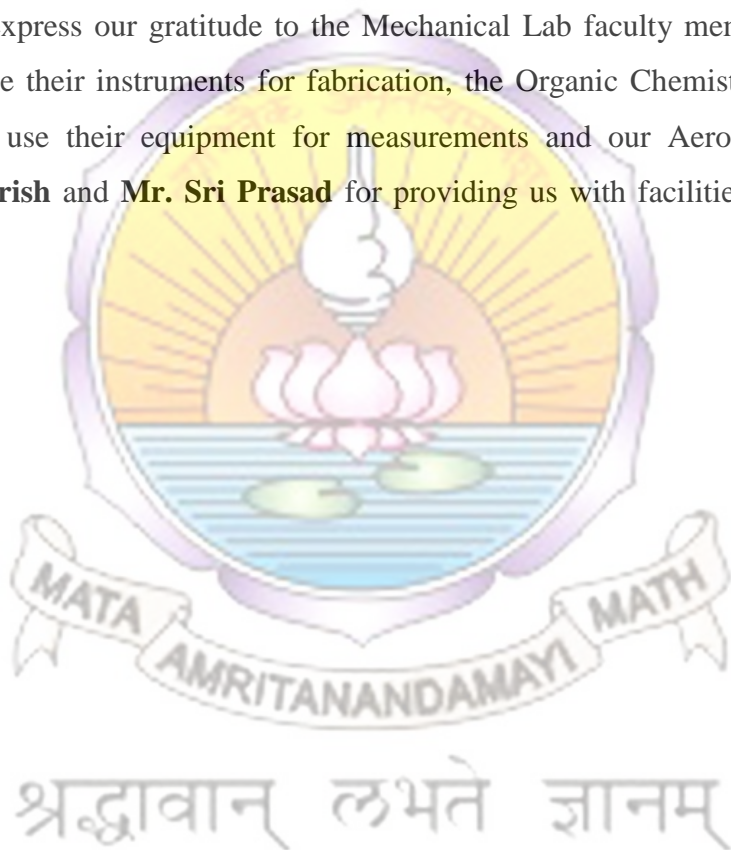 express our gratitude to the Mechanical Lab faculty
e their instruments for fabrication, the Organic Chemist
use their equipment for measurements and our Aero
rish and Mr. Sri Prasad for providing us with facilitie
MATA AMRITANANDAMAYI MATH
श्रद्धावान् लभते ज्ञानम्